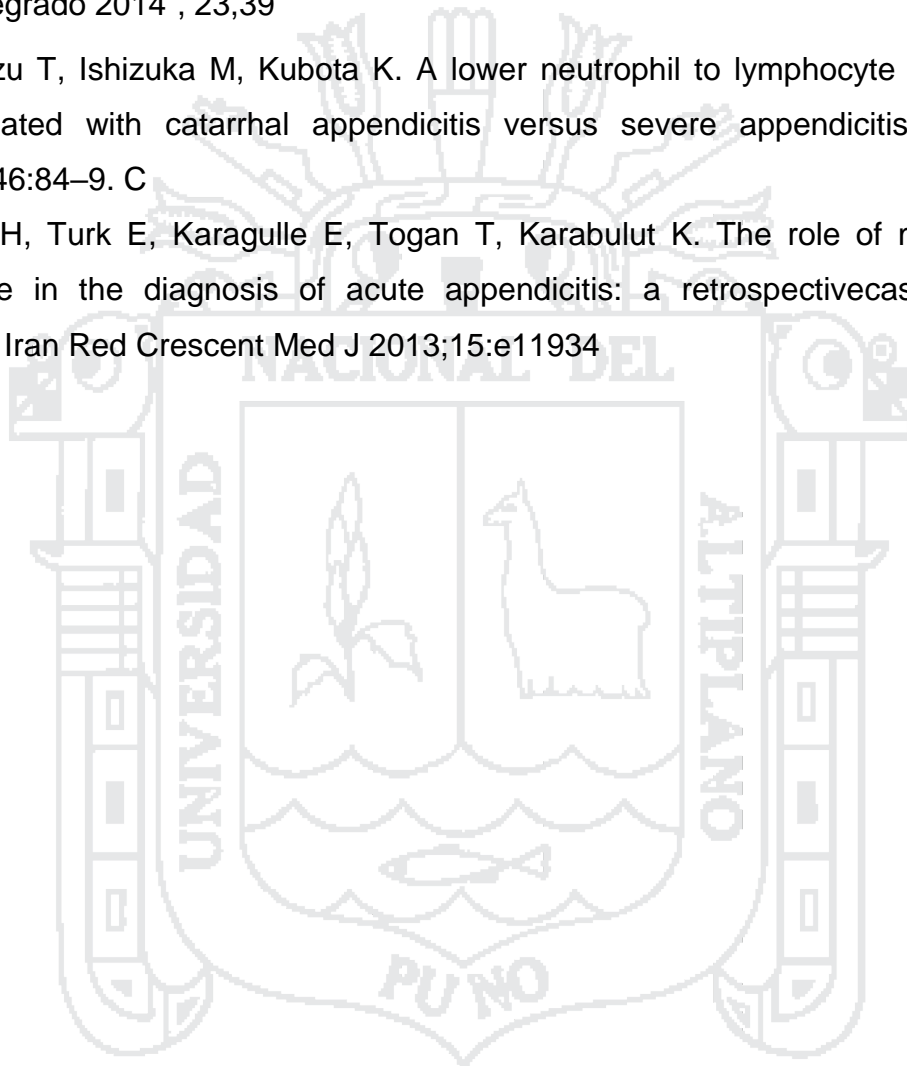 egrado 2014 , 23,39
zu T, Ishizuka M, Kubota K. A lower neutrophil to lymphocyte
ated with catarrhal appendicitis versus severe appendicitis
46:84–9. C
H, Turk E, Karagulle E, Togan T, Karabulut K. The role of
e in the diagnosis of acute appendicitis: a retrospectivecas
Iran Red Crescent Med J 2013;15:e11934
NACIONAL DEL
UNIVERSIDAD
ALTIPLANO
PUNO